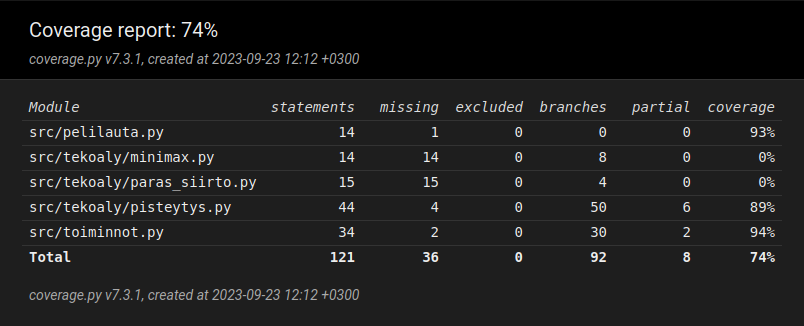 Coverage report: 74%
coverage.py v7.3.1, created at 2023-09-23 12:12 +0300
Module statements missing excluded branches partial coverage
src/pelilauta.py 14 1 0 0 0 93%
src/tekoaly/minimax.py 14 14 0 8 0 0%
src/tekoaly/paras_siirto.py 15 15 0 4 0 0%
src/tekoaly/pisteytys.py 44 4 0 50 6 89%
src/toiminnot.py 34 2 0 30 2 94%
Total 121 36 0 92 8 74%
coverage.py v7.3.1, created at 2023-09-23 12:12 +0300